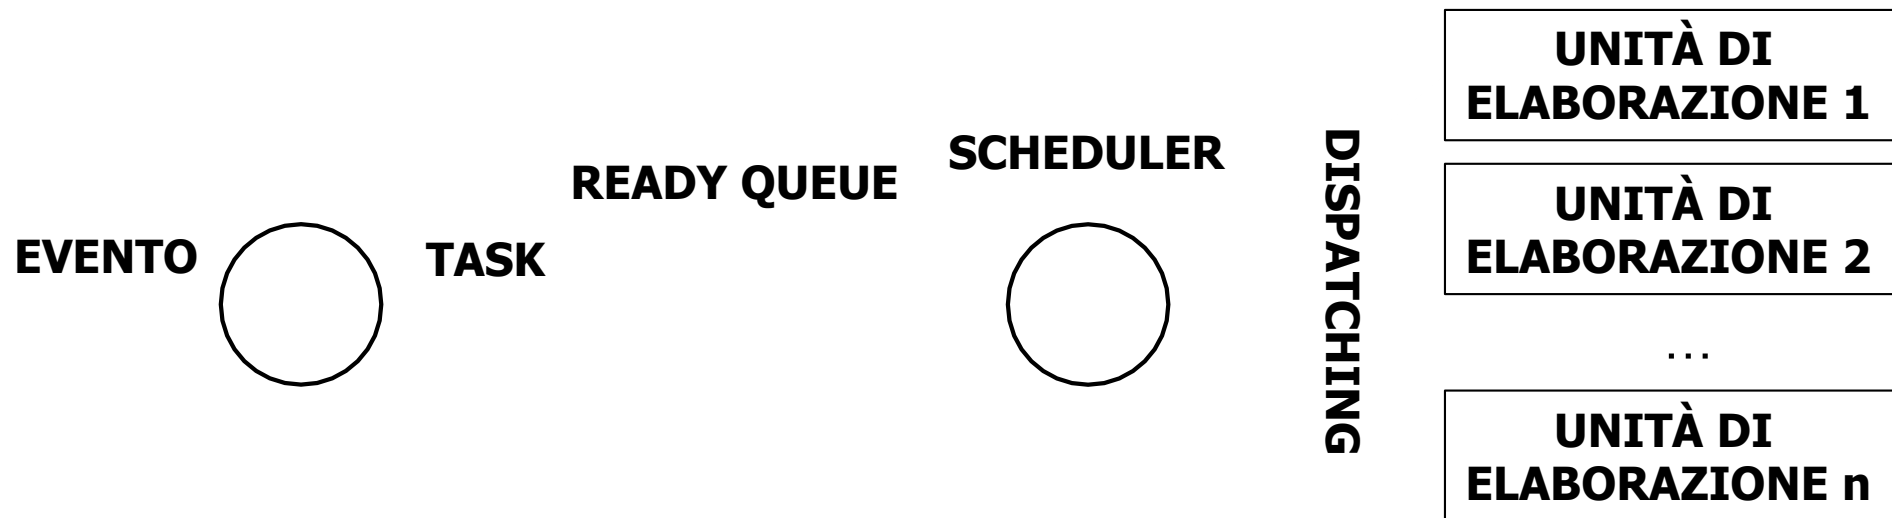 EVENTO
TASK
READY QUEUE
SCHEDULER
DISPATCHING
UNITÀ DI
ELABORAZIONE 1
UNITÀ DI
ELABORAZIONE 2
...
UNITÀ DI
ELABORAZIONE n